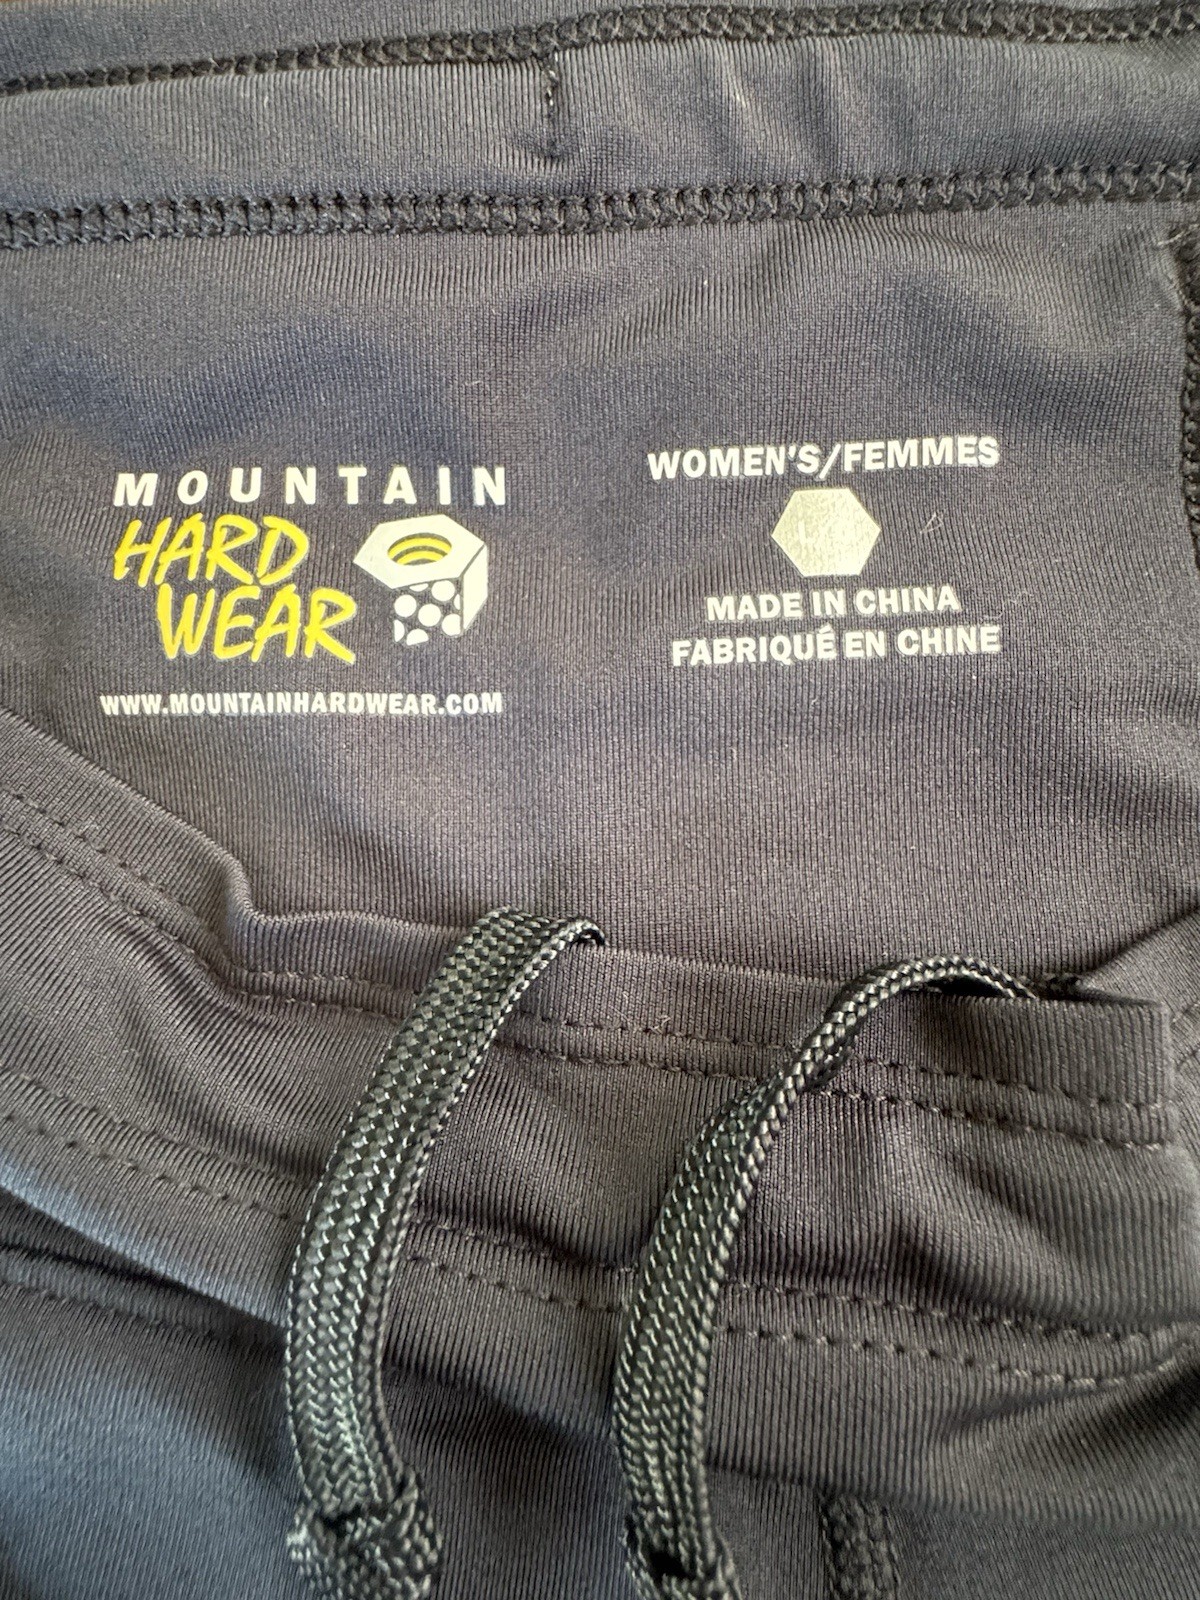 MOUNTAIN
HARD
WEAR
WWW.MOUNTAINHARDWEAR.COM
WOMEN'S/FEMMES
MADE IN CHINA
FABRIQUÉ EN CHINE